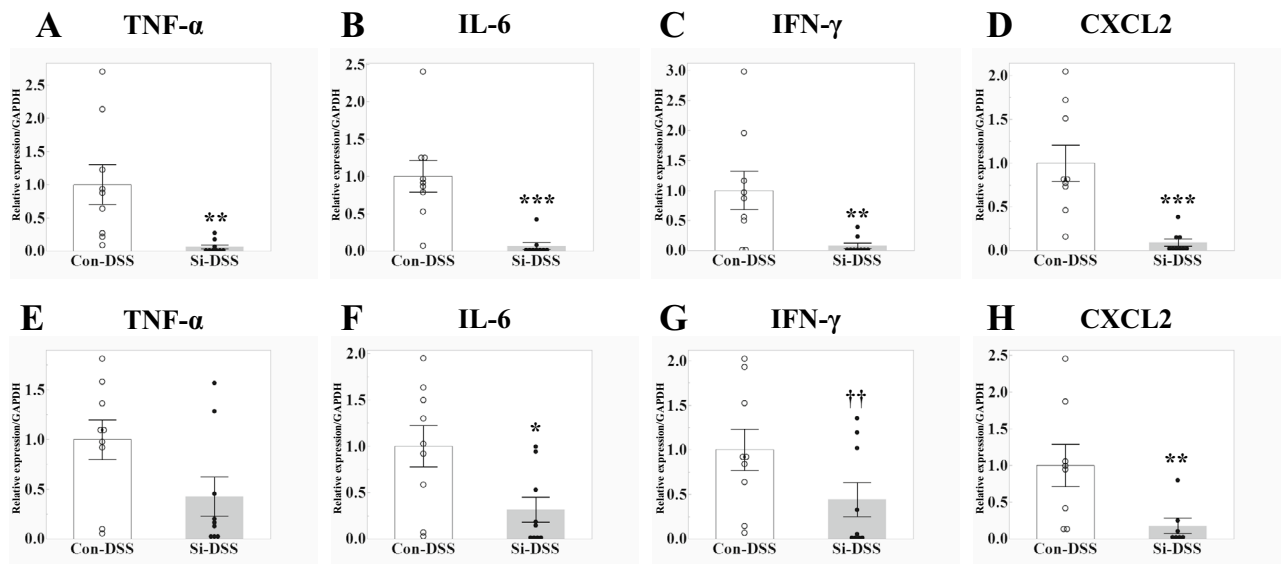 A TNF-α
Relative expression/GAPDH
2.5
2.0
1.5
1.0
0.5
0.0
**
Con-DSS Si-DSS
B IL-6
Relative expression/GAPDH
2.5
2.0
1.5
1.0
0.5
0.0
***
Con-DSS Si-DSS
C IFN-γ
Relative expression/GAPDH
3.0
2.5
2.0
1.5
1.0
0.5
0.0
**
Con-DSS Si-DSS
D CXCL2
Relative expression/GAPDH
2.0
1.5
1.0
0.5
0.0
***
Con-DSS Si-DSS
E TNF-α
Relative expression/GAPDH
1.5
1.0
0.5
0.0
Con-DSS Si-DSS
F IL-6
Relative expression/GAPDH
2.0
1.5
1.0
0.5
0.0
*
Con-DSS Si-DSS
G IFN-γ
Relative expression/GAPDH
2.0
1.5
1.0
0.5
0.0
††
Con-DSS Si-DSS
H CXCL2
Relative expression/GAPDH
2.5
2.0
1.5
1.0
0.5
0.0
**
Con-DSS Si-DSS